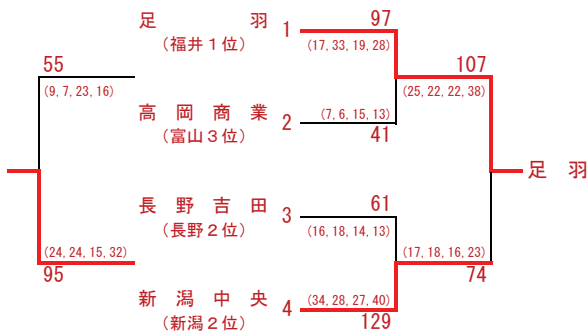 足羽 1 97
(福井1位) (17, 33, 19, 28)
55 107
(9, 7, 23, 16) (25, 22, 22, 38)
高岡商業 2 (7, 6, 15, 13)
(富山3位) 41
足羽
長野吉田 3 61
(長野2位) (16, 18, 14, 13)
(24, 24, 15, 32) (17, 18, 16, 23)
95 74
新潟中央 4 (34, 28, 27, 40)
(新潟2位) 129